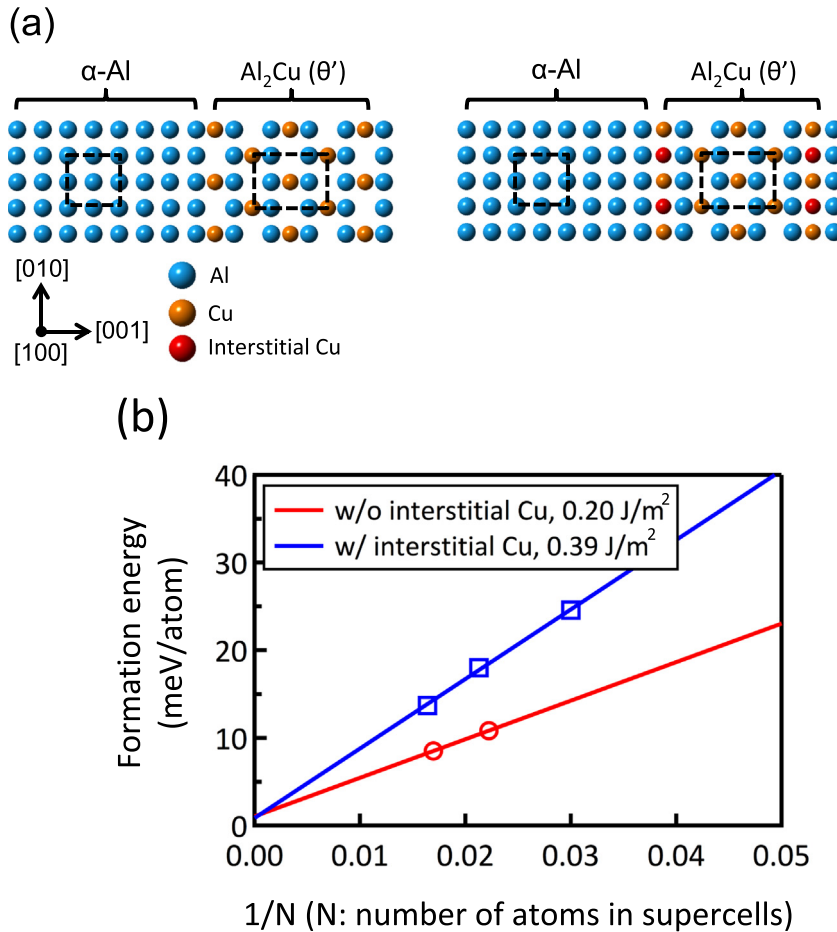 (a)
α-Al
Al₂Cu (θ’)
α-Al
Al₂Cu (θ’)
[010]
[001]
[100]
Al
Cu
Interstitial Cu
(b)
Formation energy
(meV/atom)
40
30
20
10
0
w/o interstitial Cu, 0.20 J/m²
w/ interstitial Cu, 0.39 J/m²
0.00 0.01 0.02 0.03 0.04 0.05
1/N (N: number of atoms in supercells)